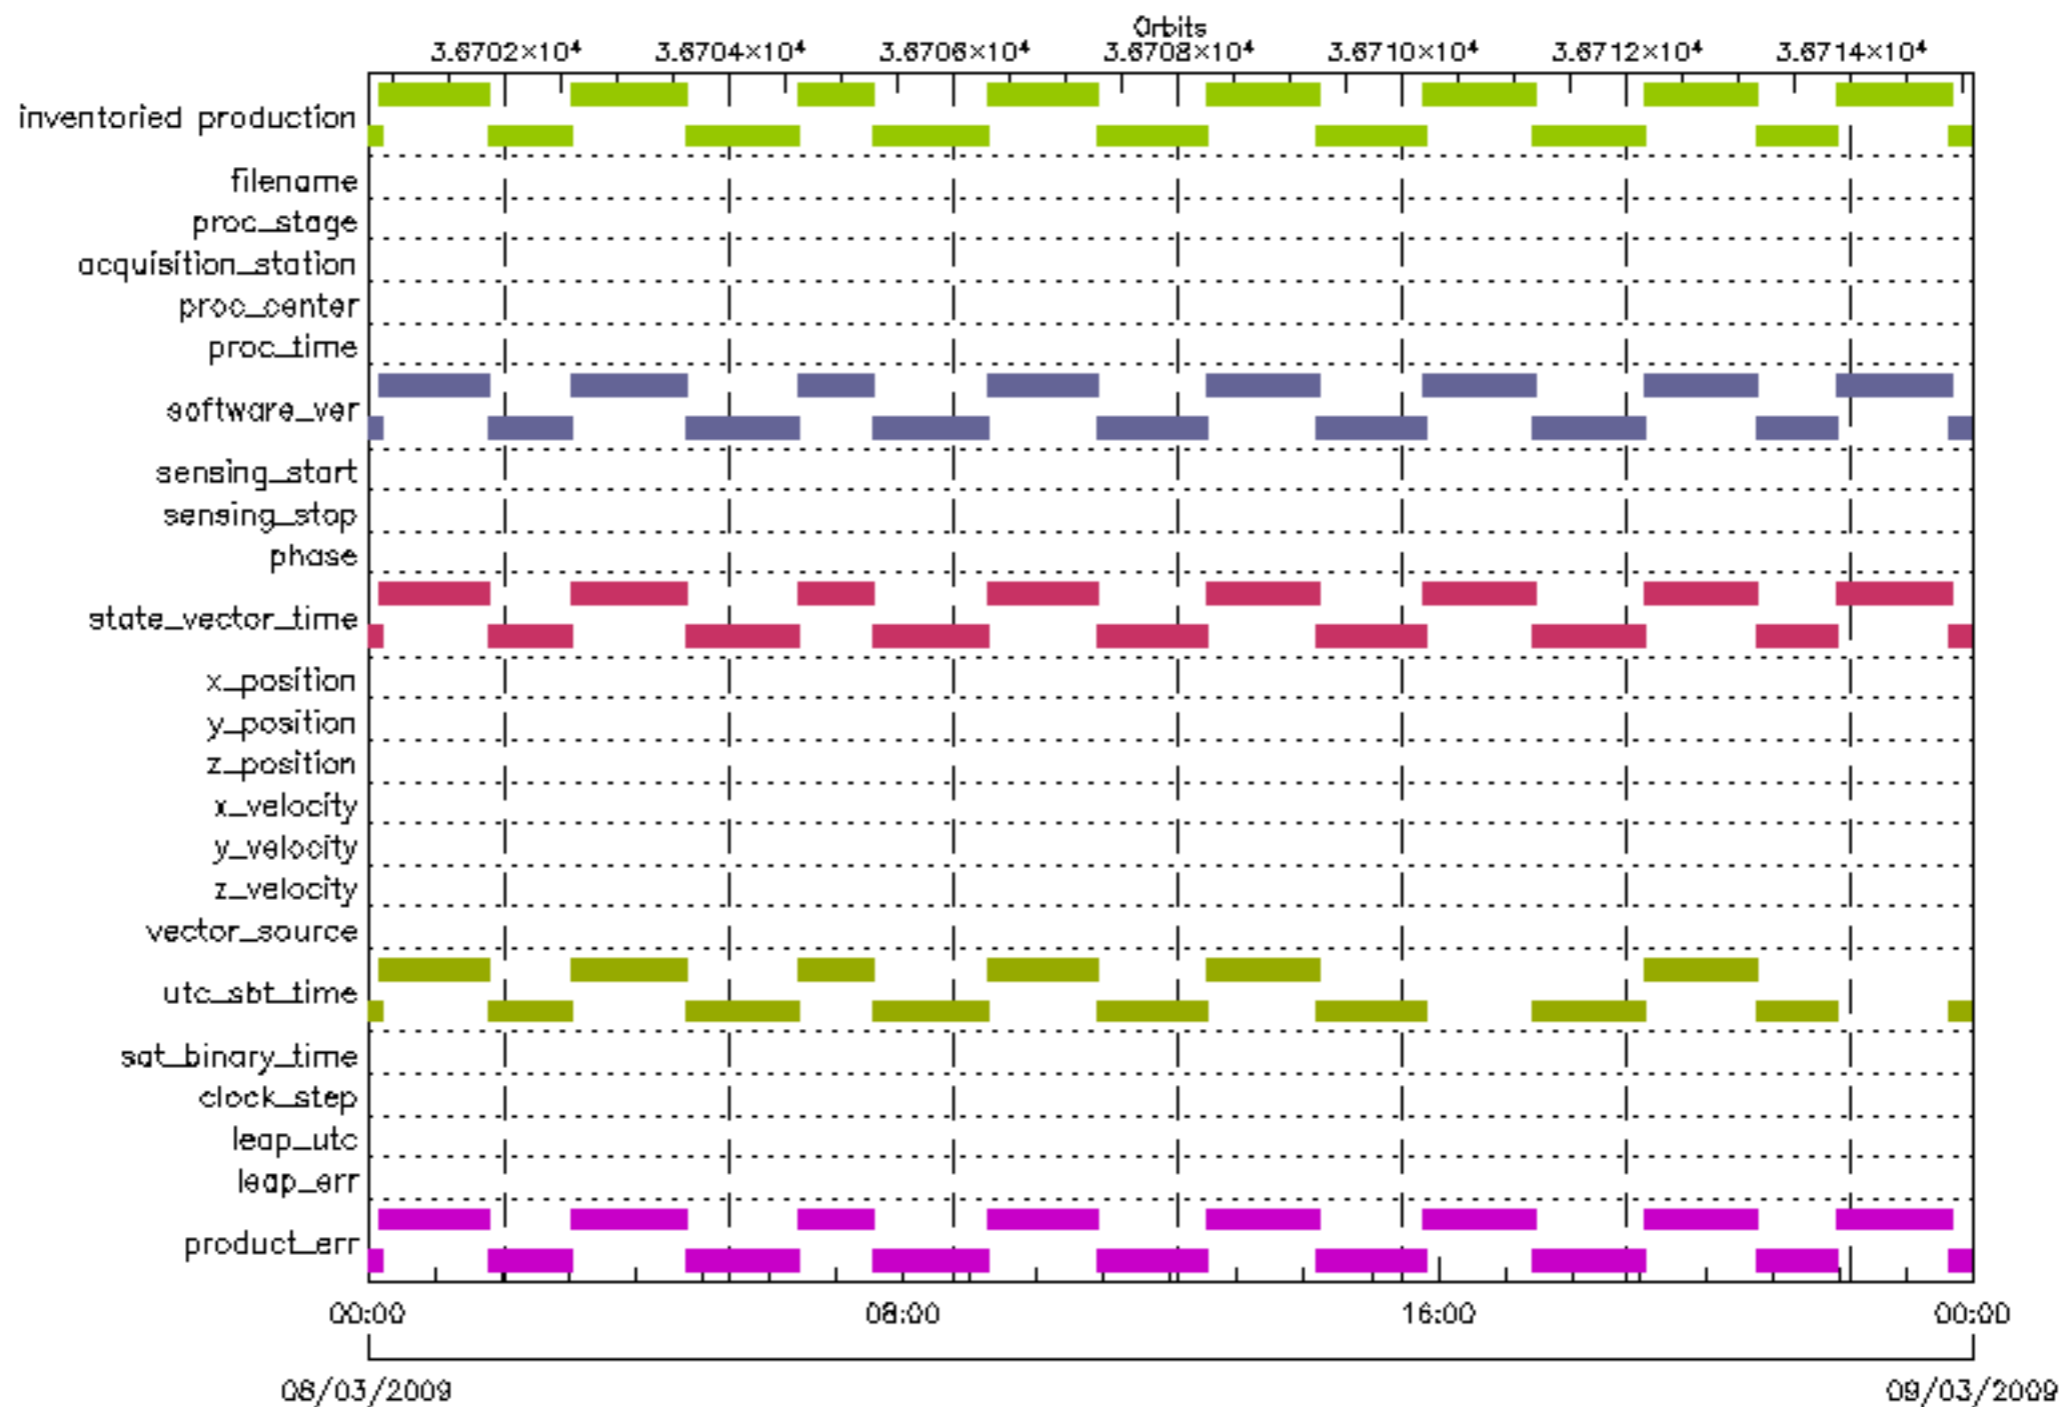 Orbits
3.6702×10⁴ 3.6704×10⁴ 3.6706×10⁴ 3.6708×10⁴ 3.6710×10⁴ 3.6712×10⁴ 3.6714×10⁴
inventoried production
filename
proc_stage
acquisition_station
proc_center
proc_time
software_ver
sensing_start
sensing_stop
phase
state_vector_time
x_position
y_position
z_position
x_velocity
y_velocity
z_velocity
vector_source
utc_sbt_time
sat_binary_time
clock_step
leap_utc
leap_err
product_err
00:00 08:00 16:00 00:00
08/03/2009 09/03/2009